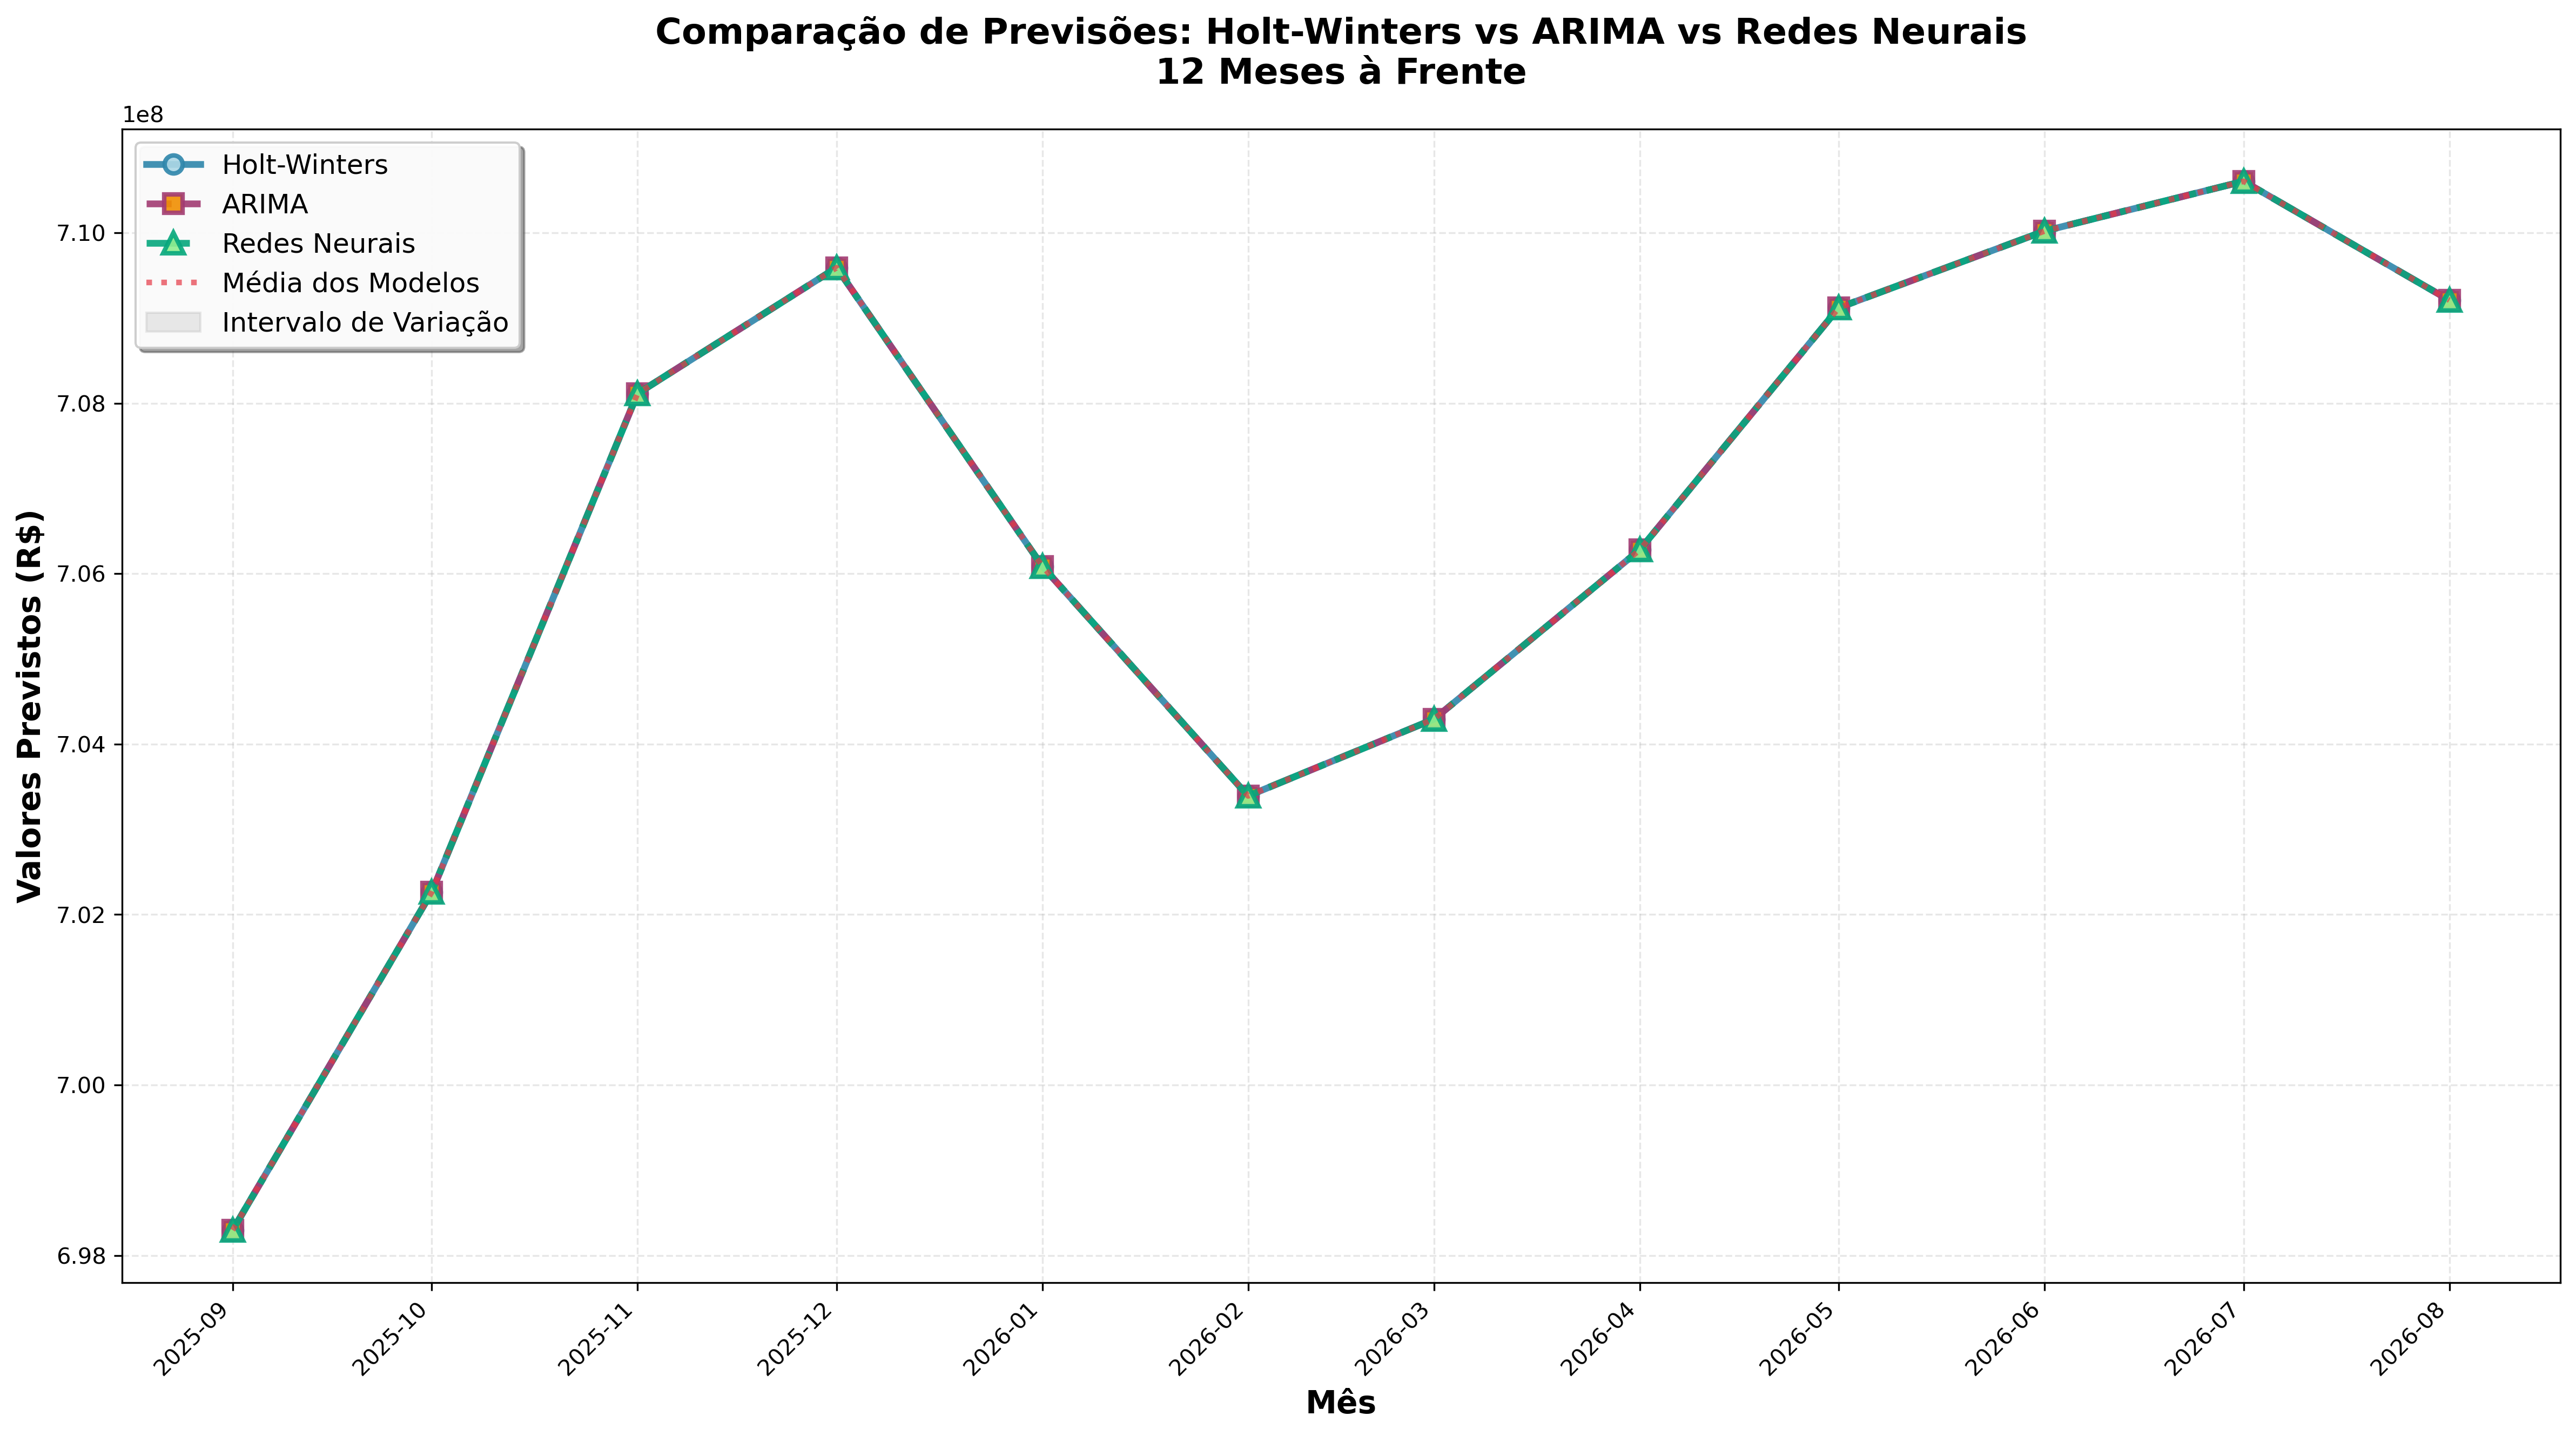 Comparação de Previsões: Holt-Winters vs ARIMA vs Redes Neurais
12 Meses à Frente
1e8
Holt-Winters
ARIMA
Redes Neurais
Média dos Modelos
Intervalo de Variação
7.10
7.08
7.06
7.04
7.02
7.00
6.98
Valores Previstos (R$)
2025-09
2025-10
2025-11
2025-12
2026-01
2026-02
2026-03
2026-04
2026-05
2026-06
2026-07
2026-08
Mês